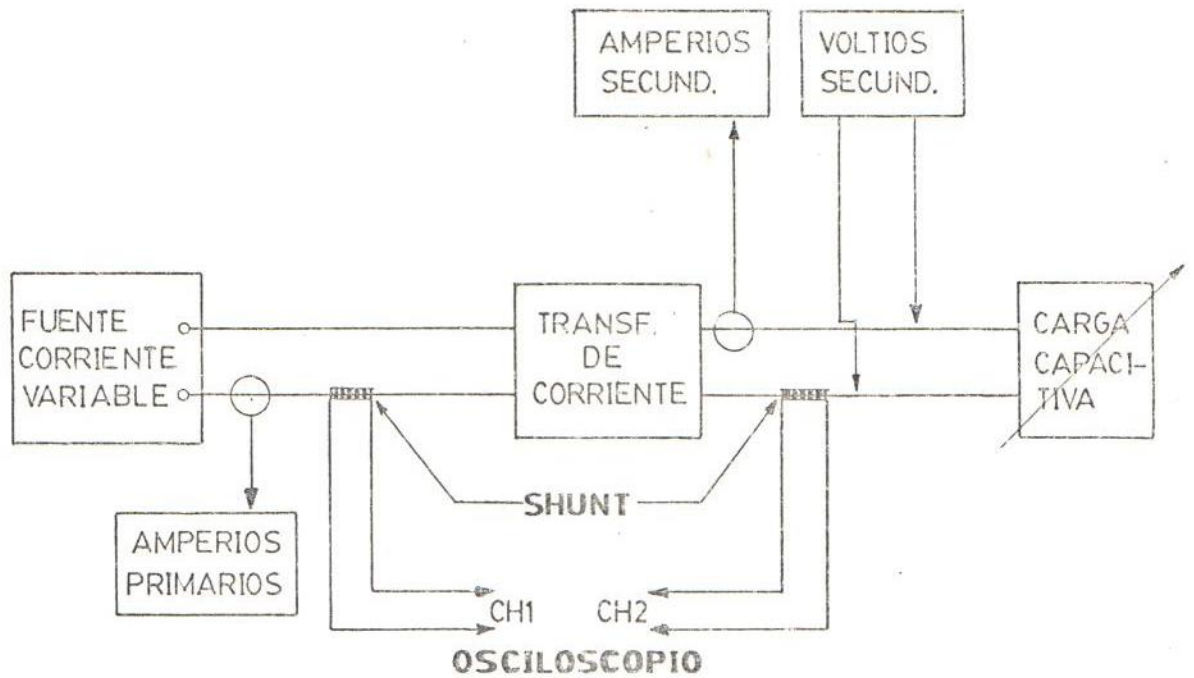 AMPERIOS
SECUND.
VOLTIOS
SECUND.
FUENTE
CORRIENTE
VARIABLE
TRANSF.
DE
CORRIENTE
CARGA
CAPACI-
TIVA
SHUNT
AMPERIOS
PRIMARIOS
CH1
CH2
OSCILOSCOPIO